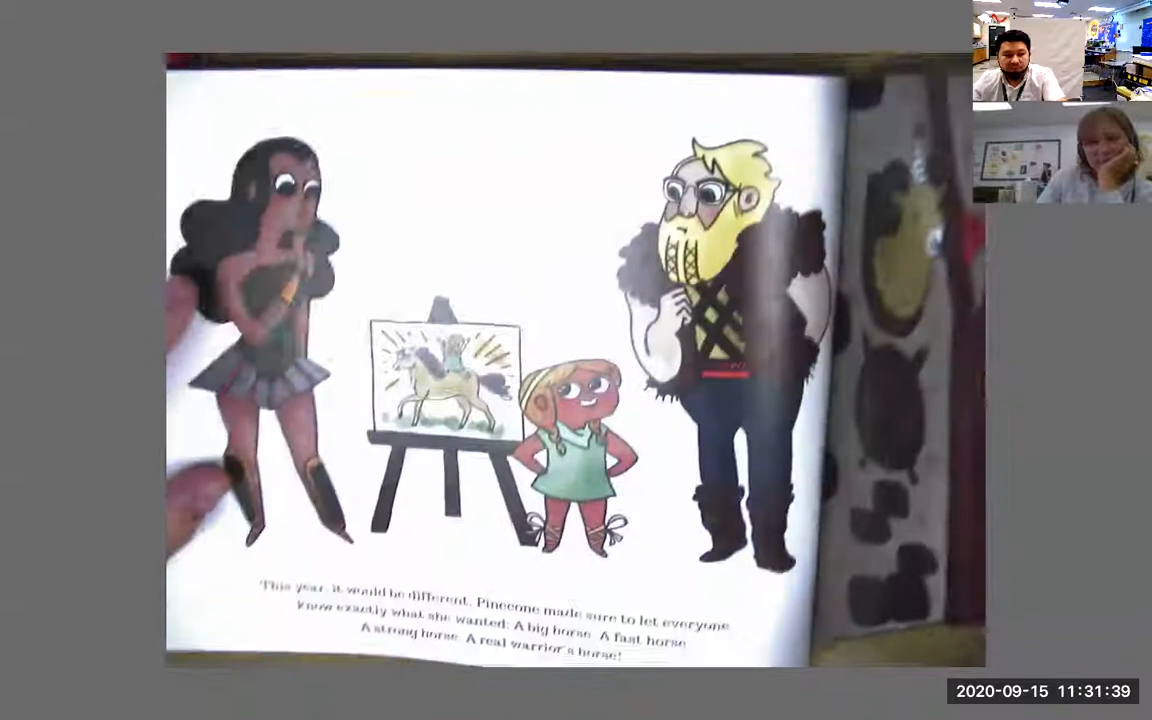 This year, it would be different. Pinecone made sure to let everyone
know exactly what she wanted: A big horse. A fast horse.
A strong horse. A real warrior's horse!
2020-09-15 11:31:39